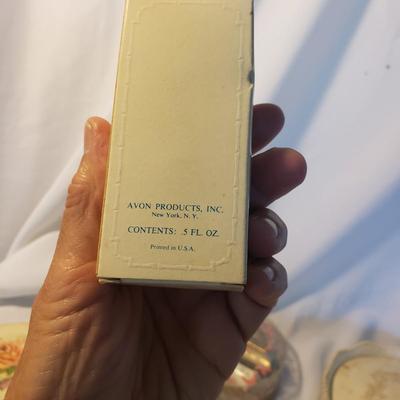 AVON PRODUCTS, INC.
New York, N. Y.
CONTENTS: .5 FL. OZ.
Printed in U.S.A.